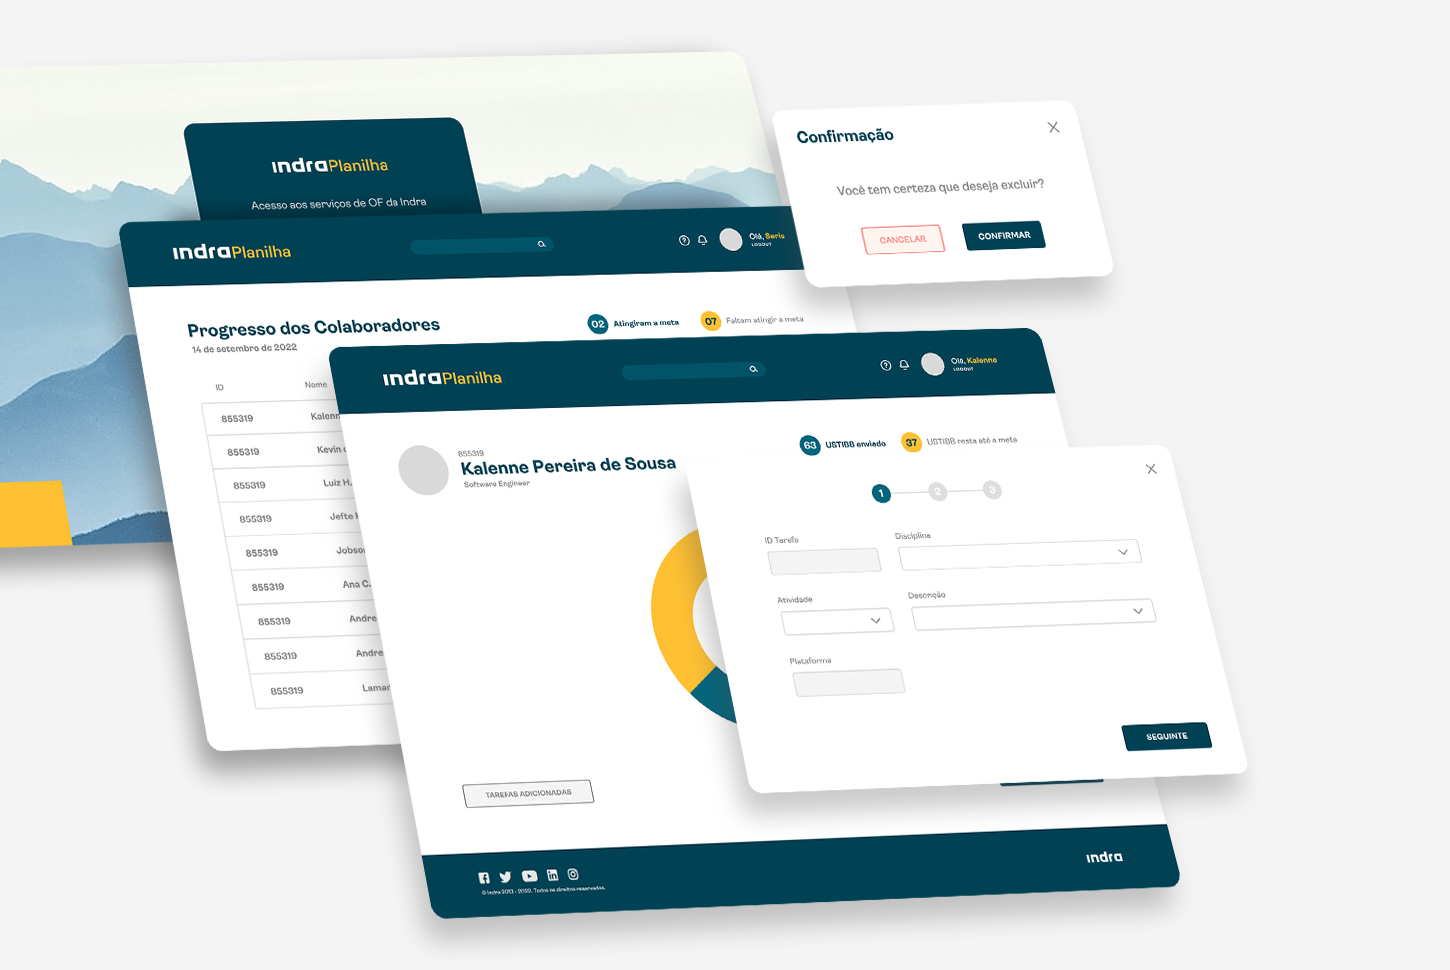 indraPlanilha
Acesso aos serviços de OF da Indra
Confirmação
Você tem certeza que deseja excluir?
CANCELAR
CONFIRMAR
indraPlanilha
Olá, Seris
LOGOUT
Progresso dos Colaboradores
14 de setembro de 2022
02 Atingiram a meta
07 Faltam atingir a meta
ID Nome
855319 Kalenn
855319 Kevin
855319 Luiz H.
855319 Jefte
855319 Jobso
855319 Ana C.
855319 Andre
855319 Andre
855319 Lamar
indraPlanilha
Olá, Kalenne
LOGOUT
855319
Kalenne Pereira de Sousa
Software Engineer
63 USTIBB enviado
37 USTIBB resta até a meta
1 2 3
ID Tarefa
Disciplina
Atividade
Descrição
Plataforma
SEGUINTE
TAREFAS ADICIONADAS
© Indra 2013 - 2022. Todos os direitos reservados.
indra